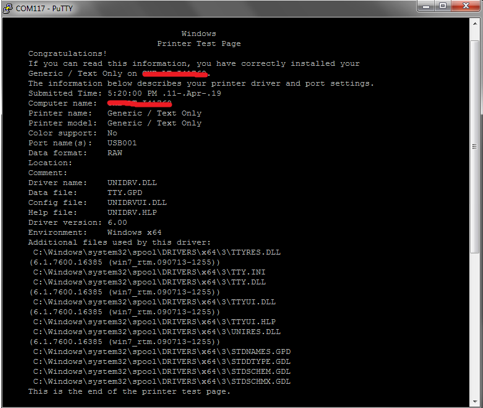 COM117 - PuTTY
Windows
Printer Test Page
Congratulations!
If you can read this information, you have correctly installed your
Generic / Text Only on
The information below describes your printer driver and port settings.
Submitted Time: 5:20:00 PM .11-.Apr-.19
Computer name:
Printer name: Generic / Text Only
Printer model: Generic / Text Only
Color support: No
Port name(s): USB001
Data format: RAW
Location:
Comment:
Driver name: UNIDRV.DLL
Data file: TTY.GPD
Config file: UNIDRVUI.DLL
Help file: UNIDRV.HLP
Driver version: 6.00
Environment: Windows x64
Additional files used by this driver:
C:\Windows\system32\spool\DRIVERS\x64\3\TTYRES.DLL
(6.1.7600.16385 (win7_rtm.090713-1255))
C:\Windows\system32\spool\DRIVERS\x64\3\TTY.INI
C:\Windows\system32\spool\DRIVERS\x64\3\TTY.DLL
(6.1.7600.16385 (win7_rtm.090713-1255))
C:\Windows\system32\spool\DRIVERS\x64\3\TTYUI.DLL
(6.1.7600.16385 (win7_rtm.090713-1255))
C:\Windows\system32\spool\DRIVERS\x64\3\TTYUI.HLP
C:\Windows\system32\spool\DRIVERS\x64\3\UNIRES.DLL
(6.1.7600.16385 (win7_rtm.090713-1255))
C:\Windows\system32\spool\DRIVERS\x64\3\STDNAMES.GPD
C:\Windows\system32\spool\DRIVERS\x64\3\STDDTYPE.GDL
C:\Windows\system32\spool\DRIVERS\x64\3\STDSCHEM.GDL
C:\Windows\system32\spool\DRIVERS\x64\3\STDSCHMX.GDL
This is the end of the printer test page.